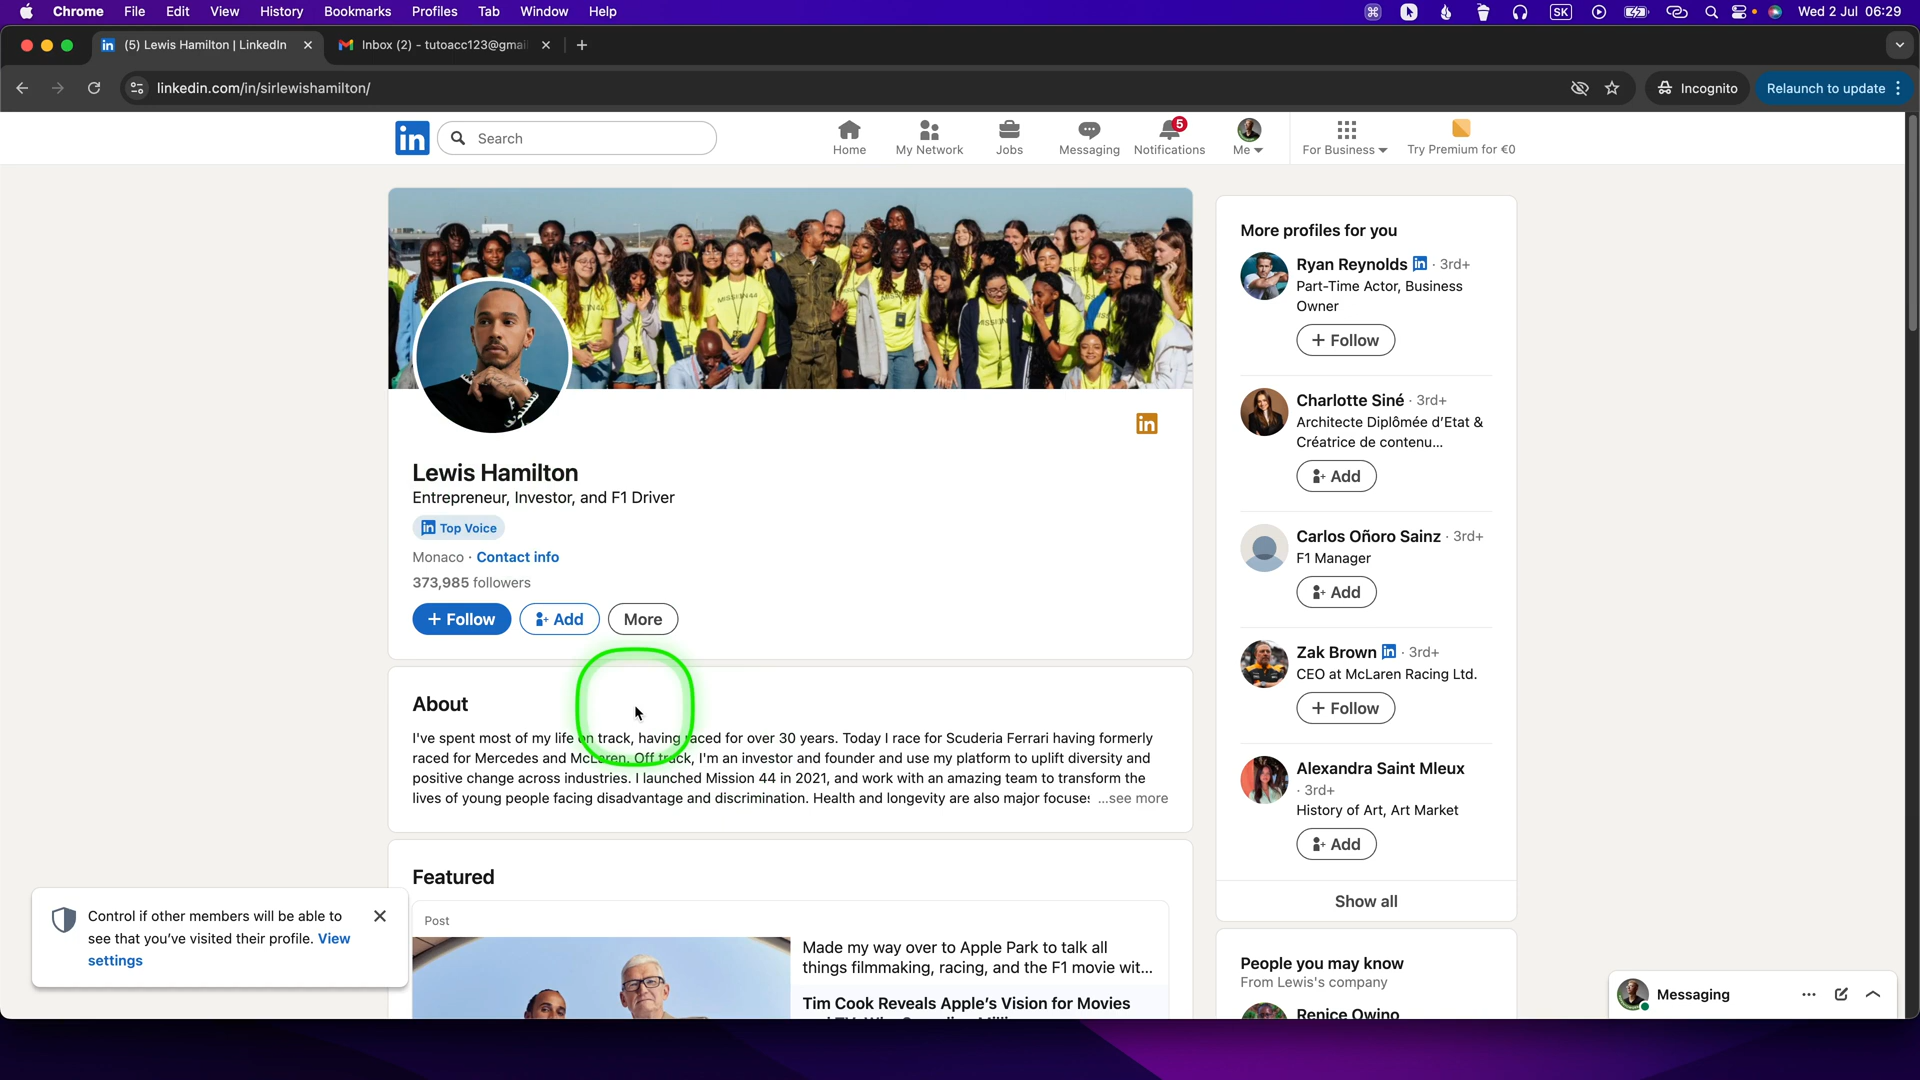 Chrome File Edit View History Bookmarks Profiles Tab Window Help SK Wed 2 Jul 06:29
in (5) Lewis Hamilton | LinkedIn Inbox (2) - tutoacc123@gmai
linkedin.com/in/sirlewishamilton/ Incognito Relaunch to update
in Search Home My Network Jobs Messaging 5 Notifications Me For Business Try Premium for €0
MISSION 44
in
Lewis Hamilton
Entrepreneur, Investor, and F1 Driver
in Top Voice
Monaco · Contact info
373,985 followers
+ Follow Add More
About
I've spent most of my life on track, having raced for over 30 years. Today I race for Scuderia Ferrari having formerly
raced for Mercedes and McLaren. Off track, I'm an investor and founder and use my platform to uplift diversity and
positive change across industries. I launched Mission 44 in 2021, and work with an amazing team to transform the
lives of young people facing disadvantage and discrimination. Health and longevity are also major focuse ...see more
Featured
Post
Made my way over to Apple Park to talk all
things filmmaking, racing, and the F1 movie wit...
Tim Cook Reveals Apple's Vision for Movies
More profiles for you
Ryan Reynolds in · 3rd+
Part-Time Actor, Business
Owner
+ Follow
Charlotte Siné · 3rd+
Architecte Diplômée d'Etat &
Créatrice de contenu...
Add
Carlos Oñoro Sainz · 3rd+
F1 Manager
Add
Zak Brown in · 3rd+
CEO at McLaren Racing Ltd.
+ Follow
Alexandra Saint Mleux
· 3rd+
History of Art, Art Market
Add
Show all
People you may know
From Lewis's company
Renice Owino
Control if other members will be able to
see that you've visited their profile. View
settings
Messaging